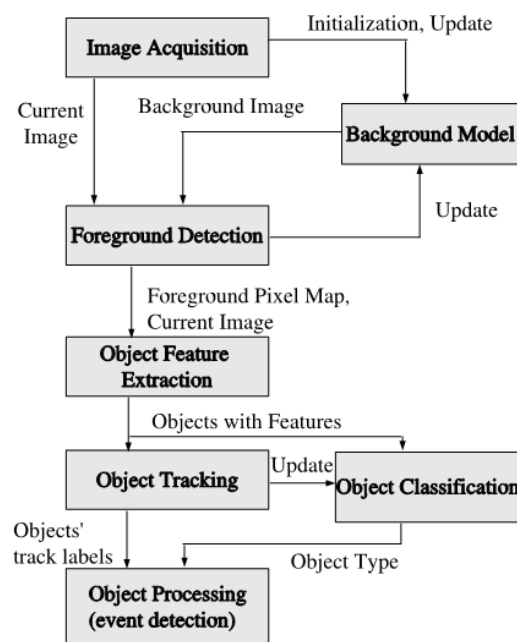 Image Acquisition
Initialization, Update
Current
Image
Background Image
Background Model
Foreground Detection
Update
Foreground Pixel Map,
Current Image
Object Feature
Extraction
Objects with Features
Object Tracking
Update
Object Classification
Objects'
track labels
Object Type
Object Processing
(event detection)